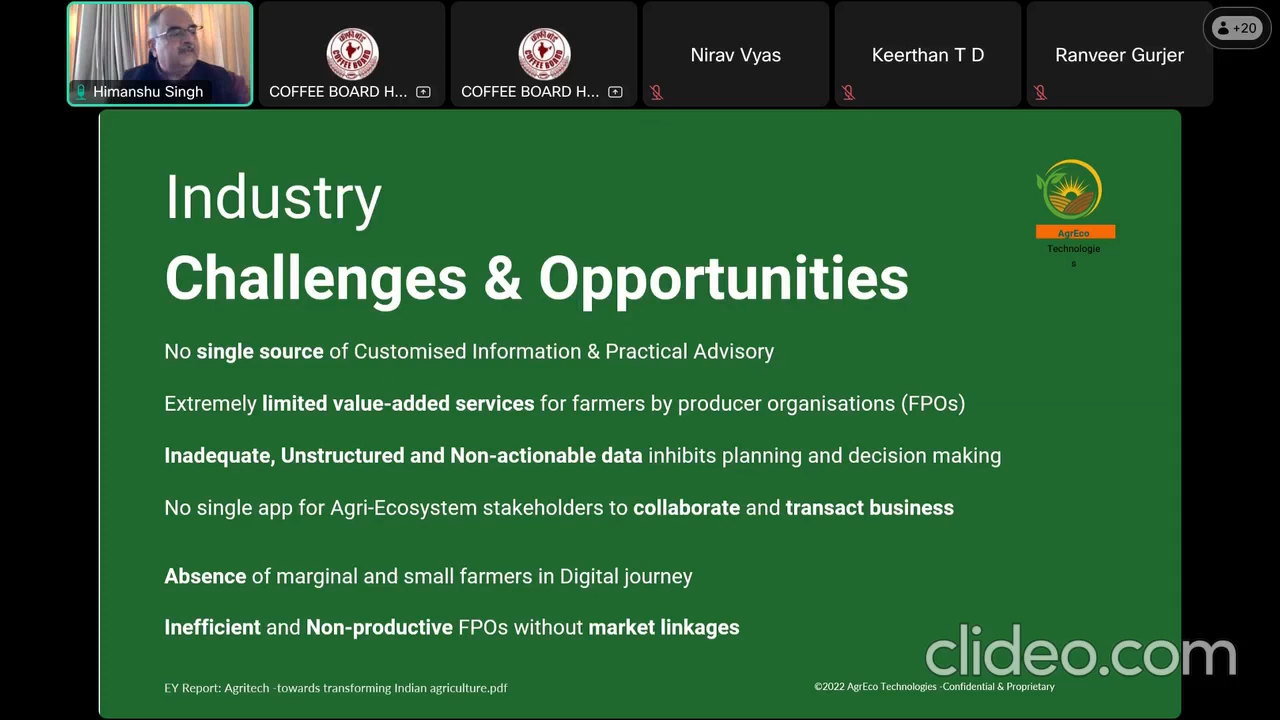 Himanshu Singh
COFFEE BOARD H...
COFFEE BOARD H...
Nirav Vyas
Keerthan T D
Ranveer Gurjer
+20
Industry
Challenges & Opportunities
AgrEco
Technologie
s
No single source of Customised Information & Practical Advisory
Extremely limited value-added services for farmers by producer organisations (FPOs)
Inadequate, Unstructured and Non-actionable data inhibits planning and decision making
No single app for Agri-Ecosystem stakeholders to collaborate and transact business
Absence of marginal and small farmers in Digital journey
Inefficient and Non-productive FPOs without market linkages
clideo.com
EY Report: Agritech -towards transforming Indian agriculture.pdf
©2022 AgrEco Technologies -Confidential & Proprietary